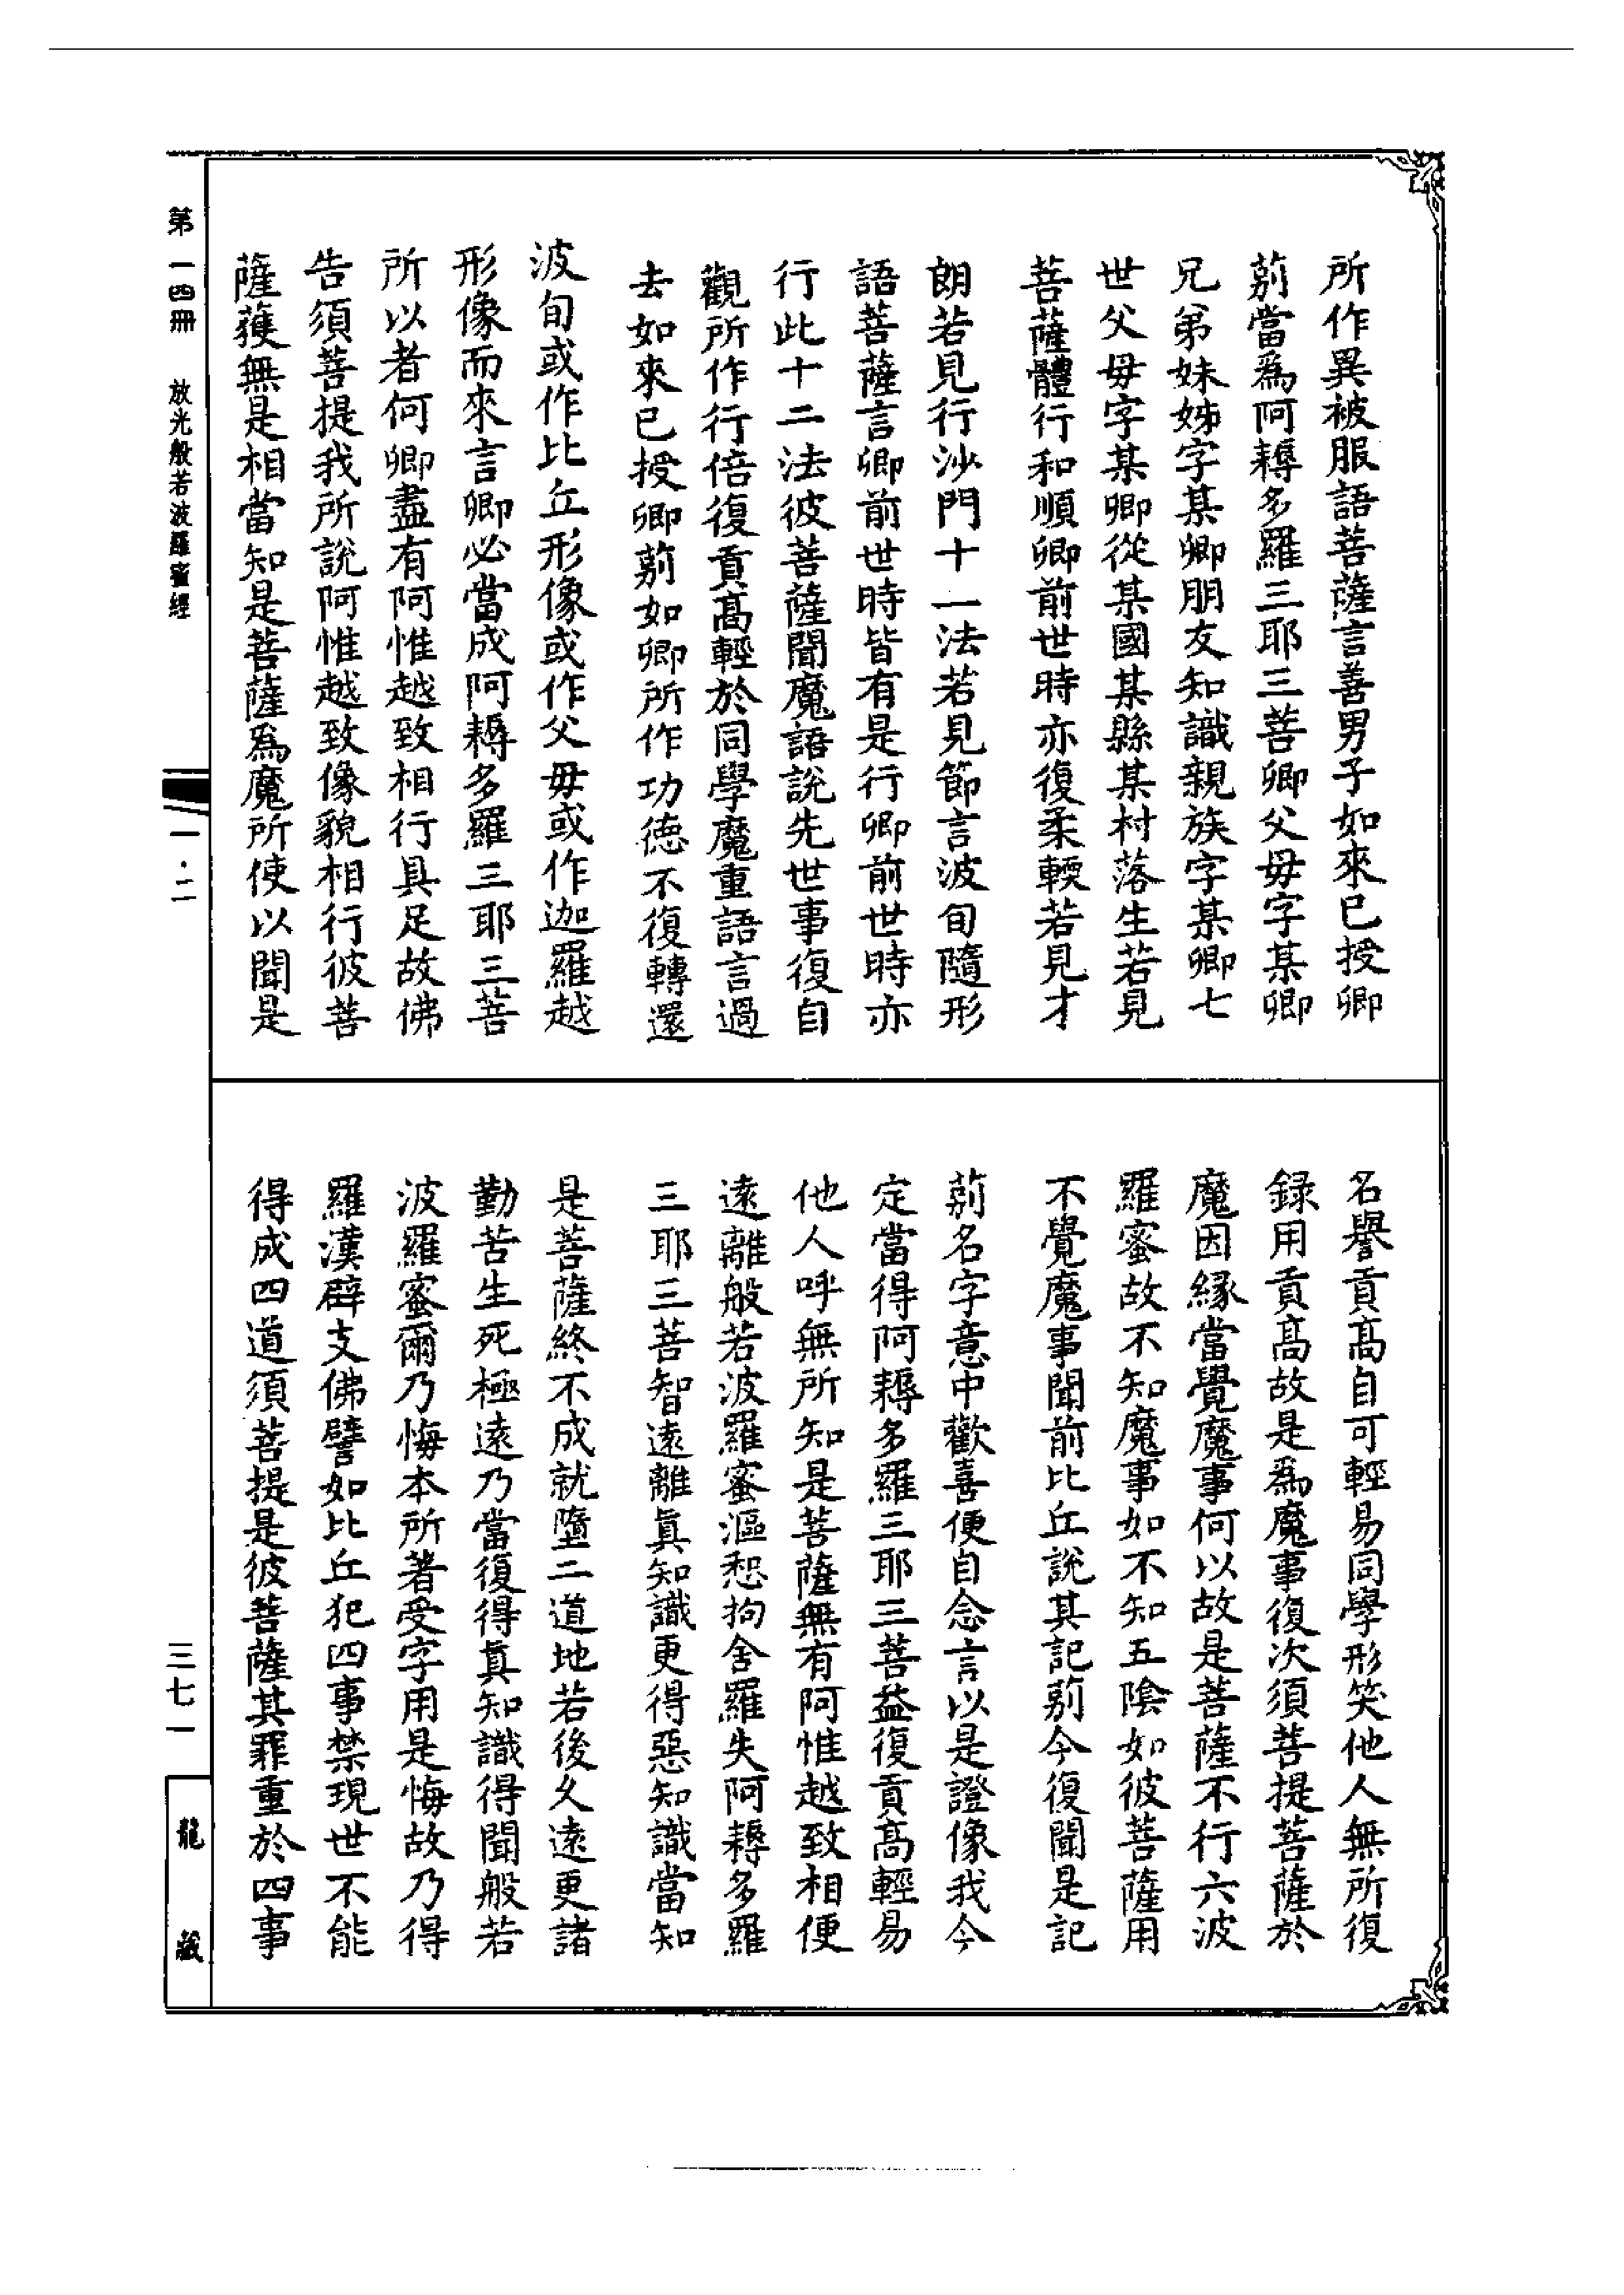 所作異被服語菩薩言善男子如來已授卿
莂當為阿耨多羅三耶三菩卿父毋字某卿
兄弟妹姊字某卿朋友知識親族字某卿七
世父毋字某卿從某國某縣某村落生若見
菩薩體行和順卿前世時亦復柔輭若見才
朗若見行沙門十一法若見節言波旬隨形
語菩薩言卿前世時皆有是行卿前世時亦
行此十二法彼菩薩聞魔語說先世事復自
觀所作行倍復貢高輕於同學魔重語言過
去如來已授卿莂如卿所作功德不復轉還
波旬或作比丘形像或作父毋或作迦羅越
形像而來言卿必當成阿耨多羅三耶三菩
所以者何卿盡有阿惟越致相行具足故佛
告須菩提我所說阿惟越致像貌相行彼菩
薩蓰無是相當知是菩薩為魔所使以聞是
名譽貢高自可輕易同學形笑他人無所復
録用貢高故是為魔事復次須菩提菩薩於
魔因緣當覺魔事何以故是菩薩不行六波
羅蜜故不知魔事如不知五陰如彼菩薩用
不覺魔事聞前比丘說其記莂今復聞是記
莂名字意中歡喜便自念言以是證像我今
定當得阿耨多羅三耶三菩益復貢高輕易
他人呼無所知是菩薩無有阿惟越致相便
遠離般若波羅蜜漚惒拘舍羅失阿耨多羅
三耶三菩智遠離真知識更得惡知識當知
是菩薩終不成就墮二道地若後久遠更諸
勤苦生死極遠乃當復得真知識得聞般若
波羅蜜爾乃悔本所著受字用是悔故乃得
羅漢辟支佛譬如比丘犯四事禁現世不能
得成四道須菩提是彼菩薩其罪重於四事
第一四冊　放光般若波羅蜜經
一·二
三七一
龍藏